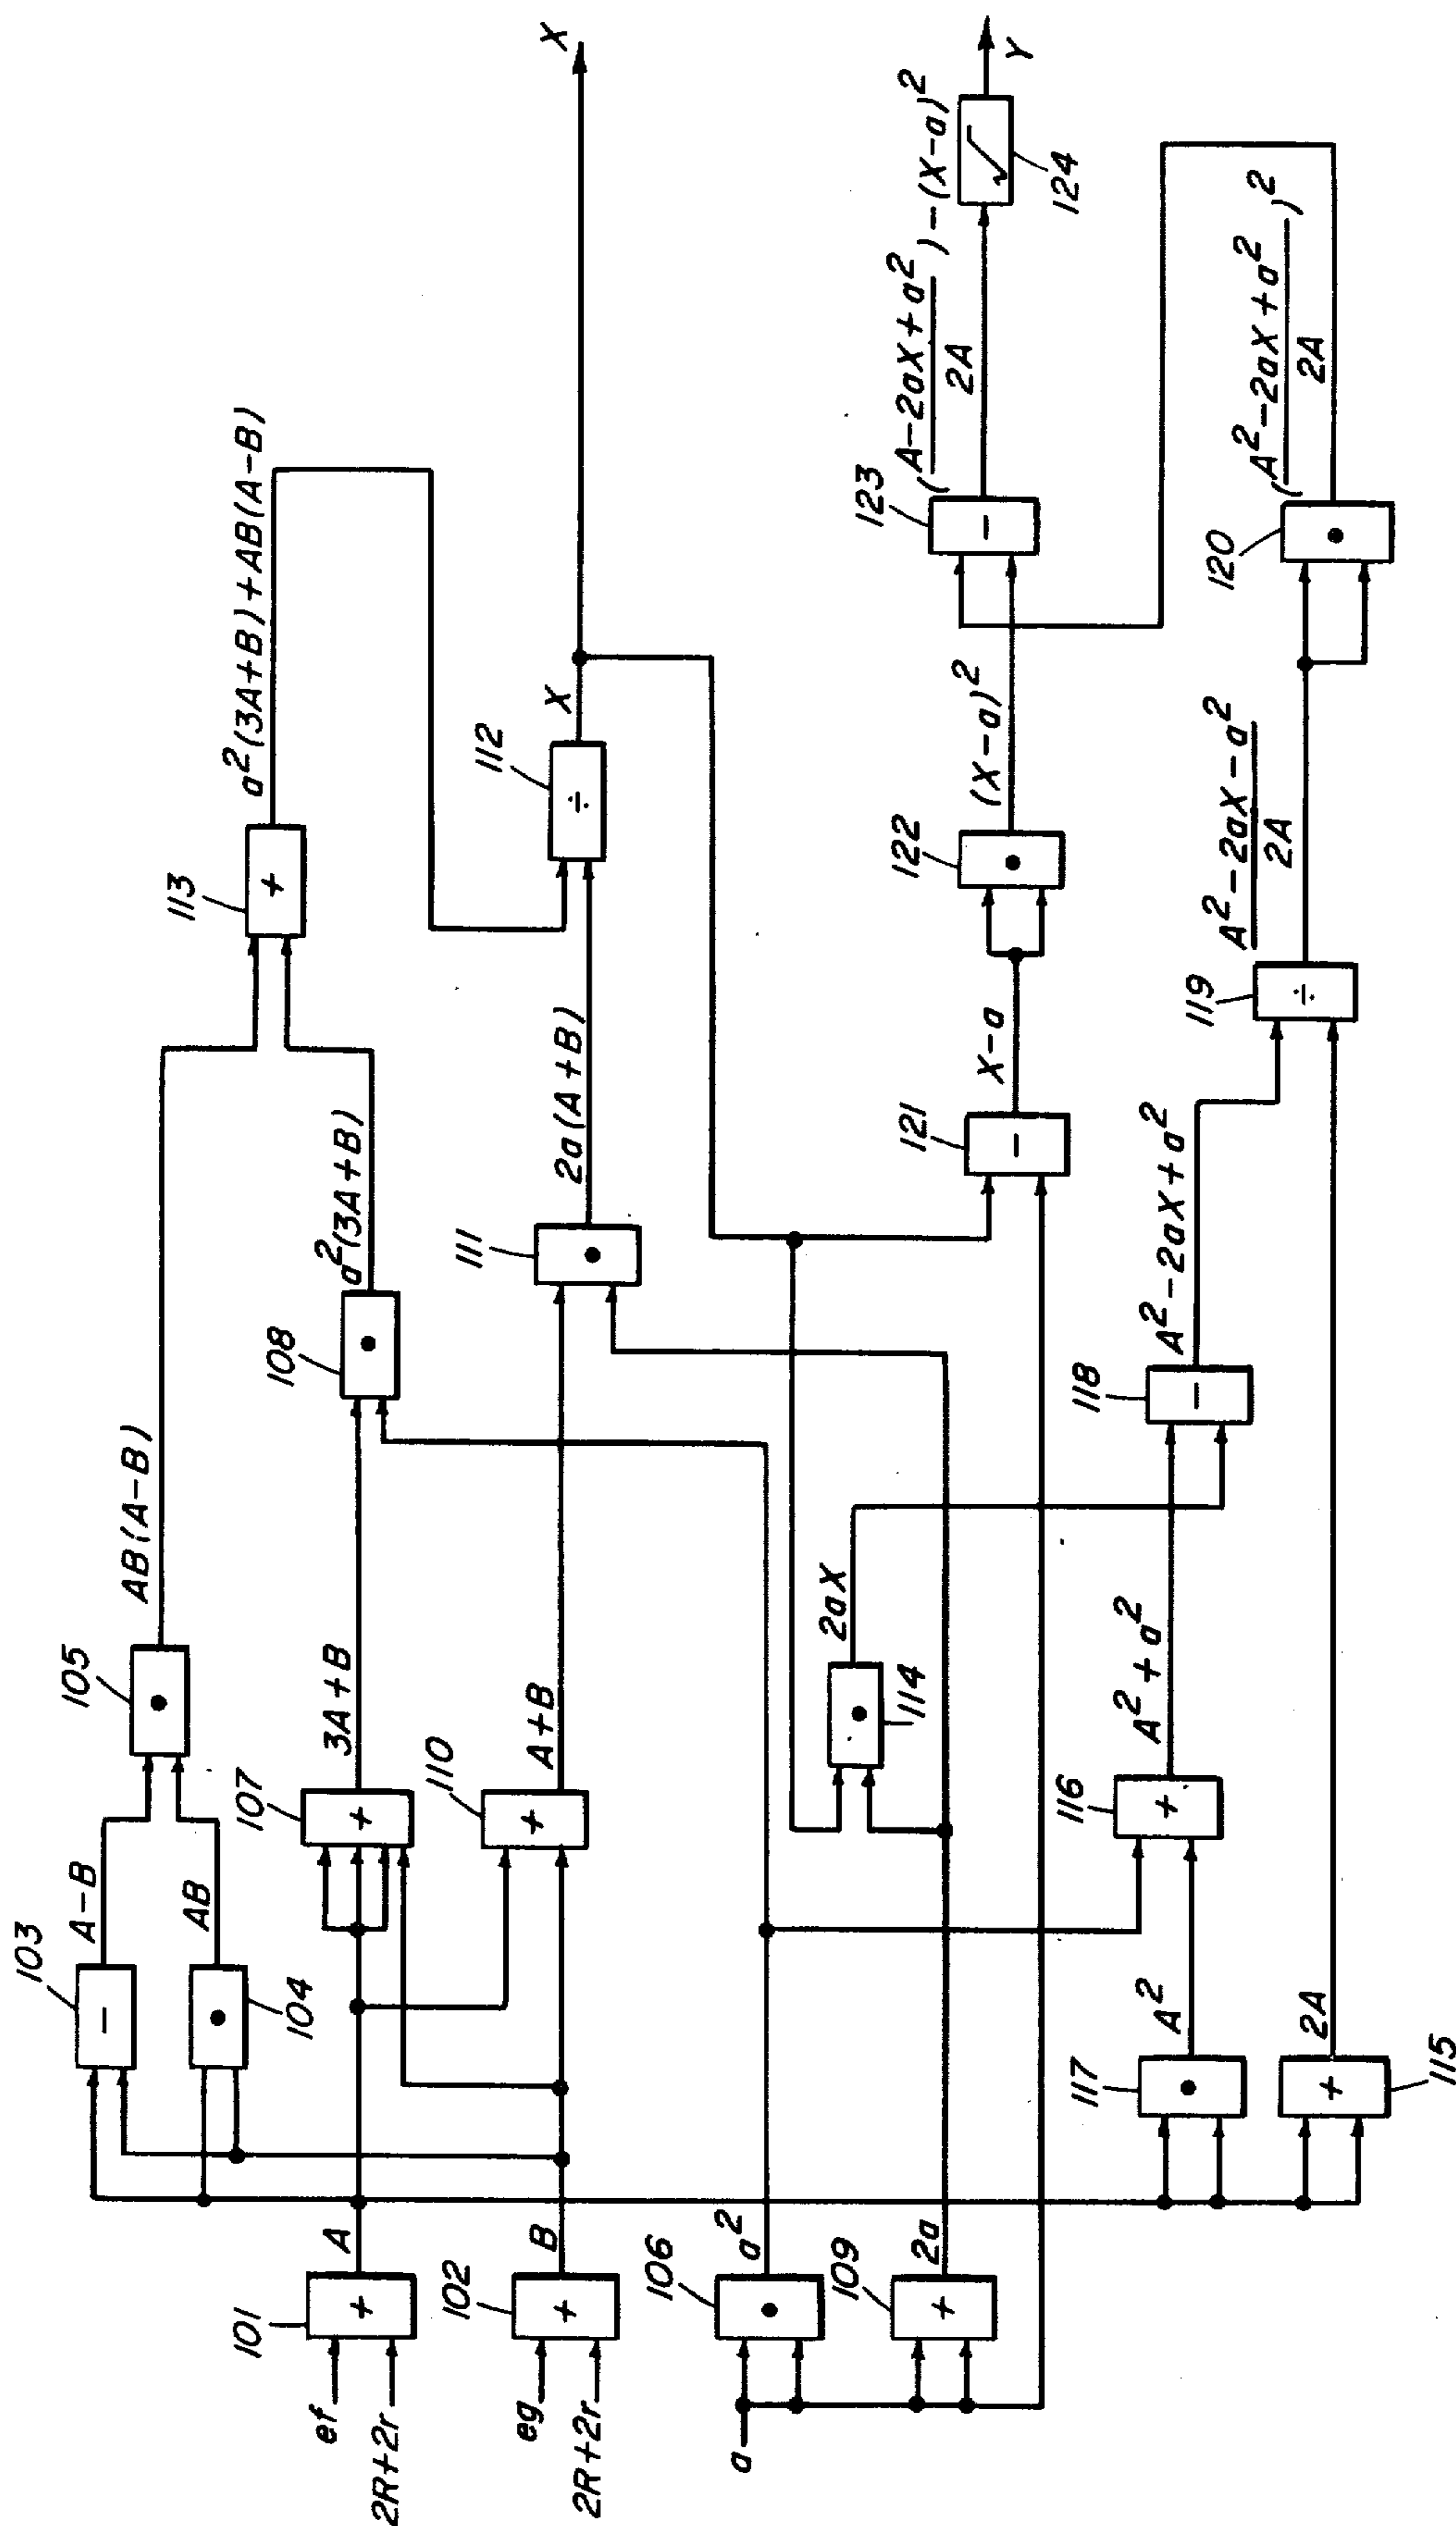 ef
2R+2r
101
+
A
eg
2R+2r
102
+
B
a
106
•
a²
109
+
2a
103
−
A−B
104
•
AB
105
•
AB(A−B)
107
+
3A+B
110
+
A+B
108
•
a²(3A+B)
111
•
2a(A+B)
113
+
a²(3A+B)+AB(A−B)
112
÷
X
X
114
•
2aX
117
•
A²
115
+
2A
116
+
A²+a²
118
−
A²−2aX+a²
121
−
X−a
122
•
(X−a)²
119
÷
A²−2aX−a²
2A
120
•
(A²−2aX+a²)²
2A
123
−
(A−2aX+a²)−(X−a)²
2A
124
√
Y